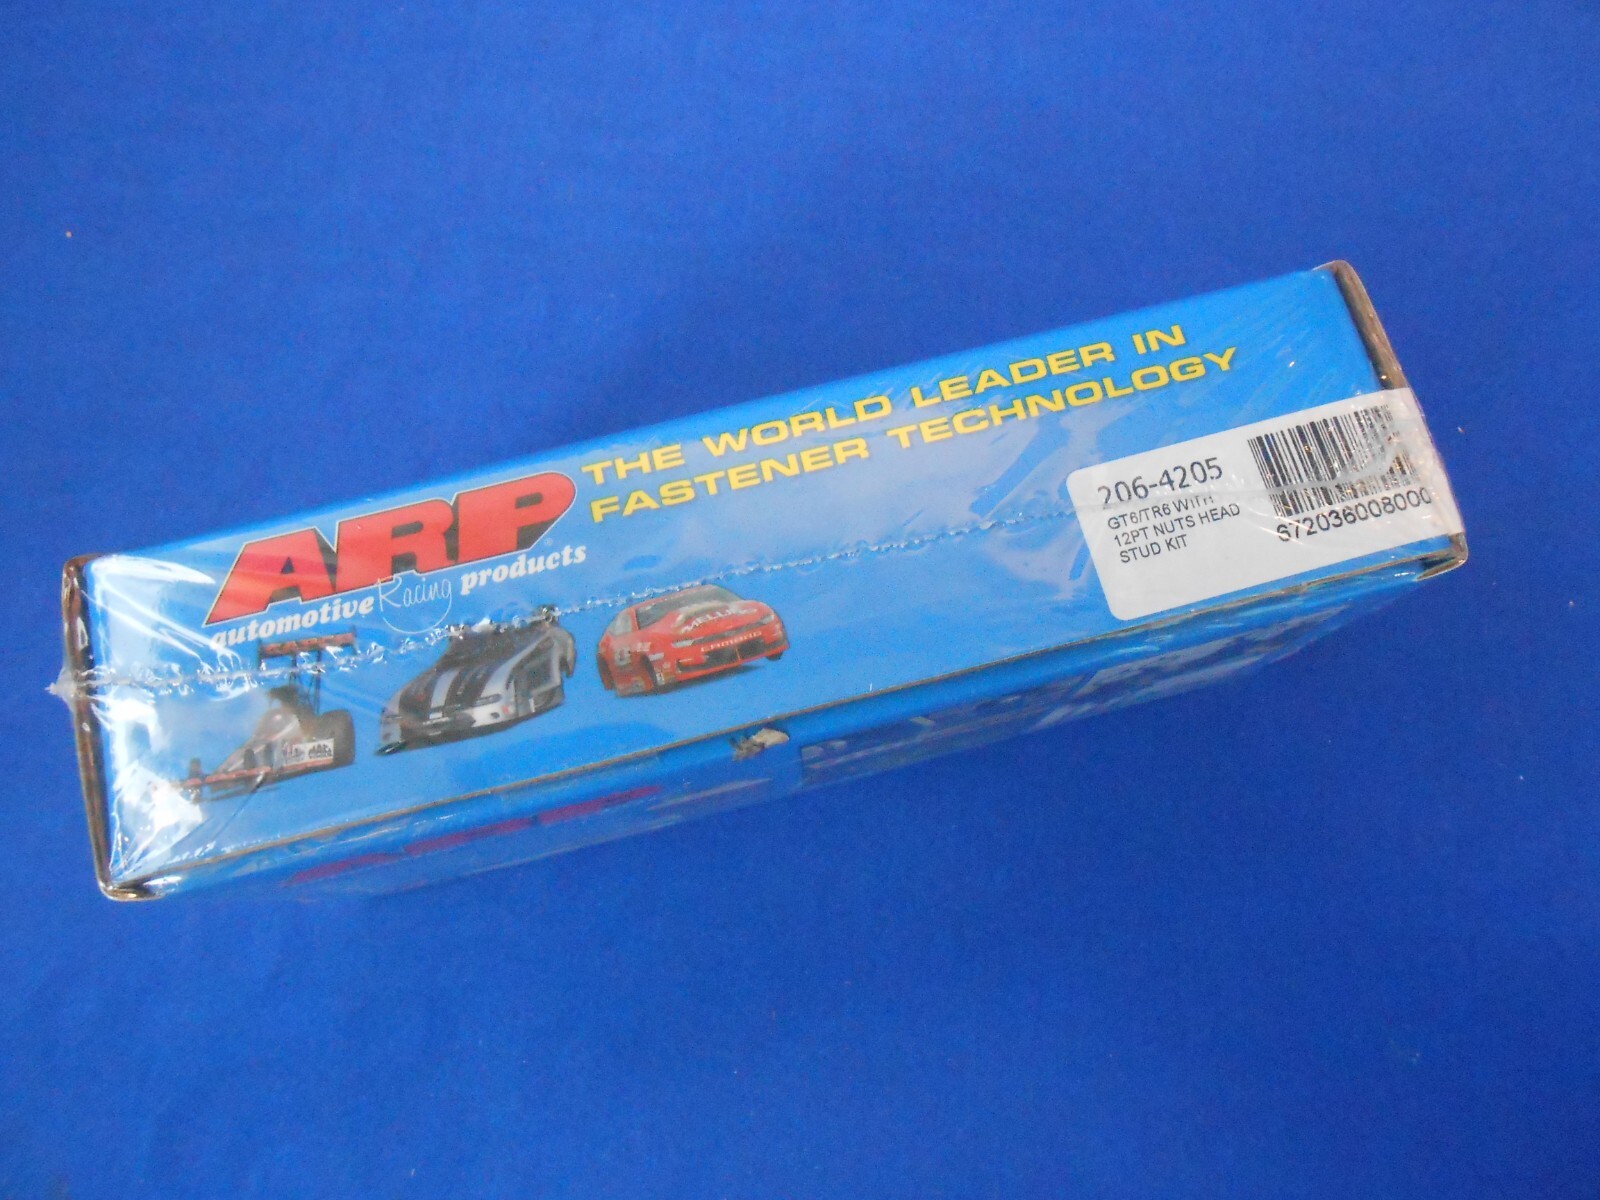 THE WORLD LEADER IN
FASTENER TECHNOLOGY
ARP
automotive Racing products
206-4205
GT6/TR6 WITH
12PT NUTS HEAD
STUD KIT
672036008000